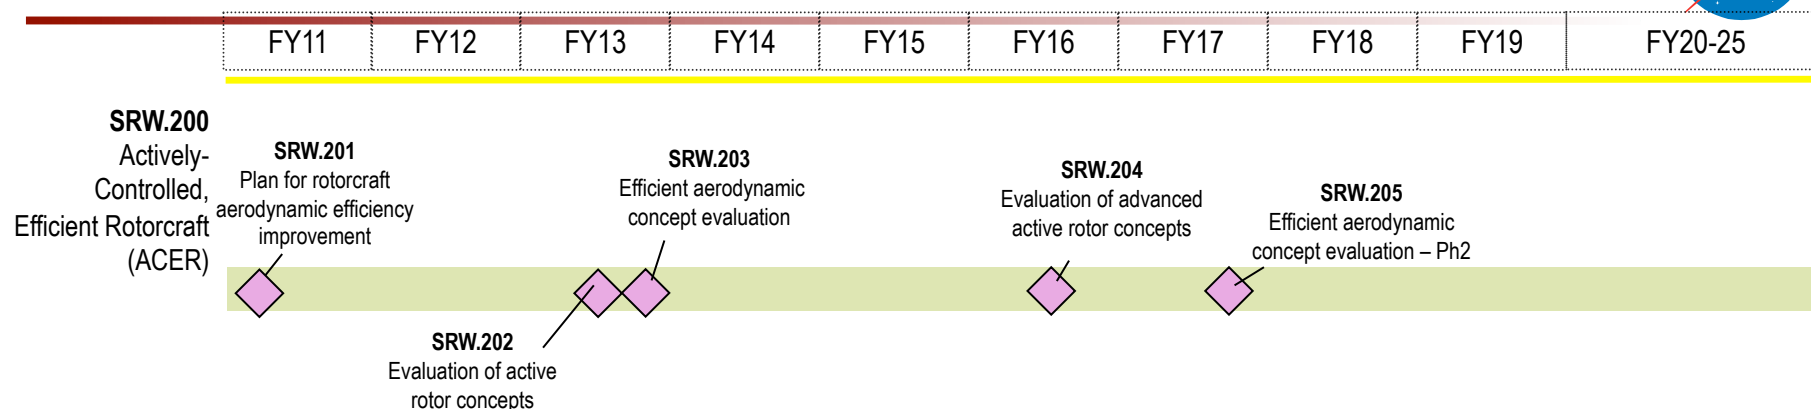 FY11 FY12 FY13 FY14 FY15 FY16 FY17 FY18 FY19 FY20-25
SRW.200
Actively-
Controlled,
Efficient Rotorcraft
(ACER)
SRW.201
Plan for rotorcraft
aerodynamic efficiency
improvement
SRW.202
Evaluation of active
rotor concepts
SRW.203
Efficient aerodynamic
concept evaluation
SRW.204
Evaluation of advanced
active rotor concepts
SRW.205
Efficient aerodynamic
concept evaluation – Ph2